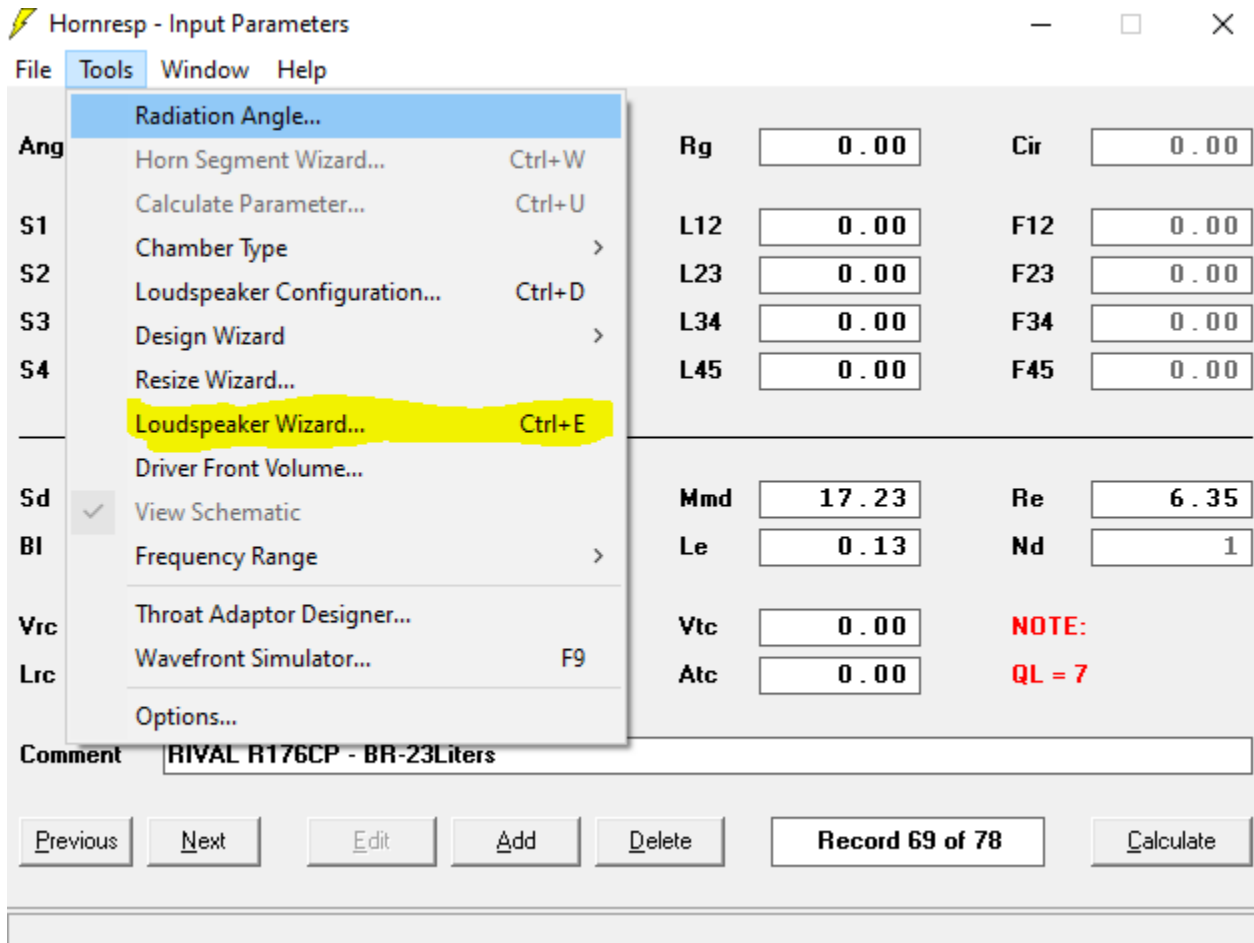 Hornresp - Input Parameters
File Tools Window Help
Radiation Angle...
Ang Rg 0.00 Cir 0.00
Horn Segment Wizard... Ctrl+W
Calculate Parameter... Ctrl+U
S1 L12 0.00 F12 0.00
Chamber Type
S2 L23 0.00 F23 0.00
Loudspeaker Configuration... Ctrl+D
S3 L34 0.00 F34 0.00
Design Wizard
S4 L45 0.00 F45 0.00
Resize Wizard...
Loudspeaker Wizard... Ctrl+E
Driver Front Volume...
Sd Mmd 17.23 Re 6.35
View Schematic
Bl Le 0.13 Nd 1
Frequency Range
Throat Adaptor Designer...
Vrc Vtc 0.00 NOTE:
Wavefront Simulator... F9
Lrc Atc 0.00 QL = 7
Options...
Comment RIVAL R176CP - BR-23Liters
Previous Next Edit Add Delete Record 69 of 78 Calculate